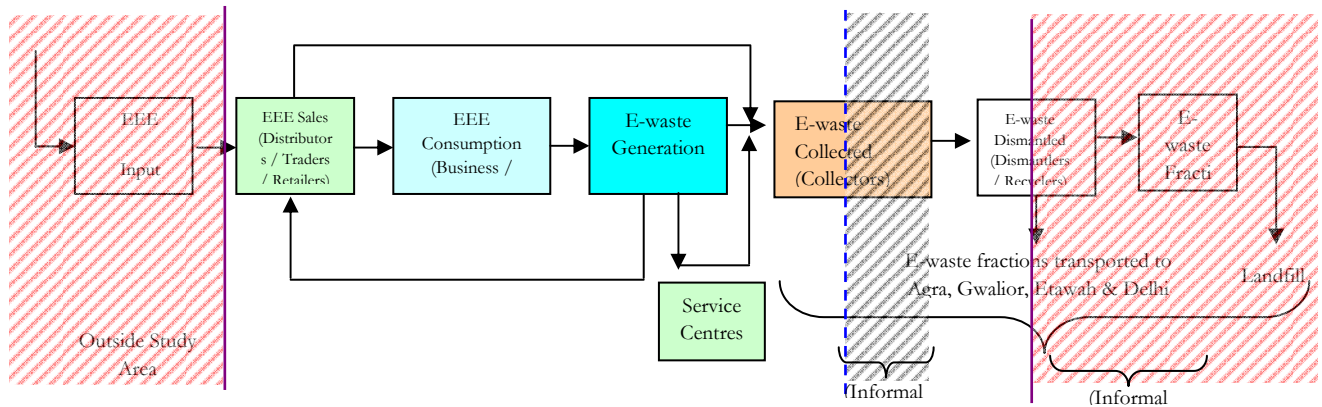 EEE
Input
EEE Sales
(Distributor
s / Traders
/ Retailers)
EEE
Consumption
(Business /
E-waste
Generation
E-waste
Collected
(Collectors)
E-waste
Dismantled
(Dismantlers
/ Recyclers)
E-
waste
Fracti
E-waste fractions transported to
Agra, Gwalior, Etawah & Delhi
Landfill
Service
Centres
Outside Study
Area
(Informal
(Informal